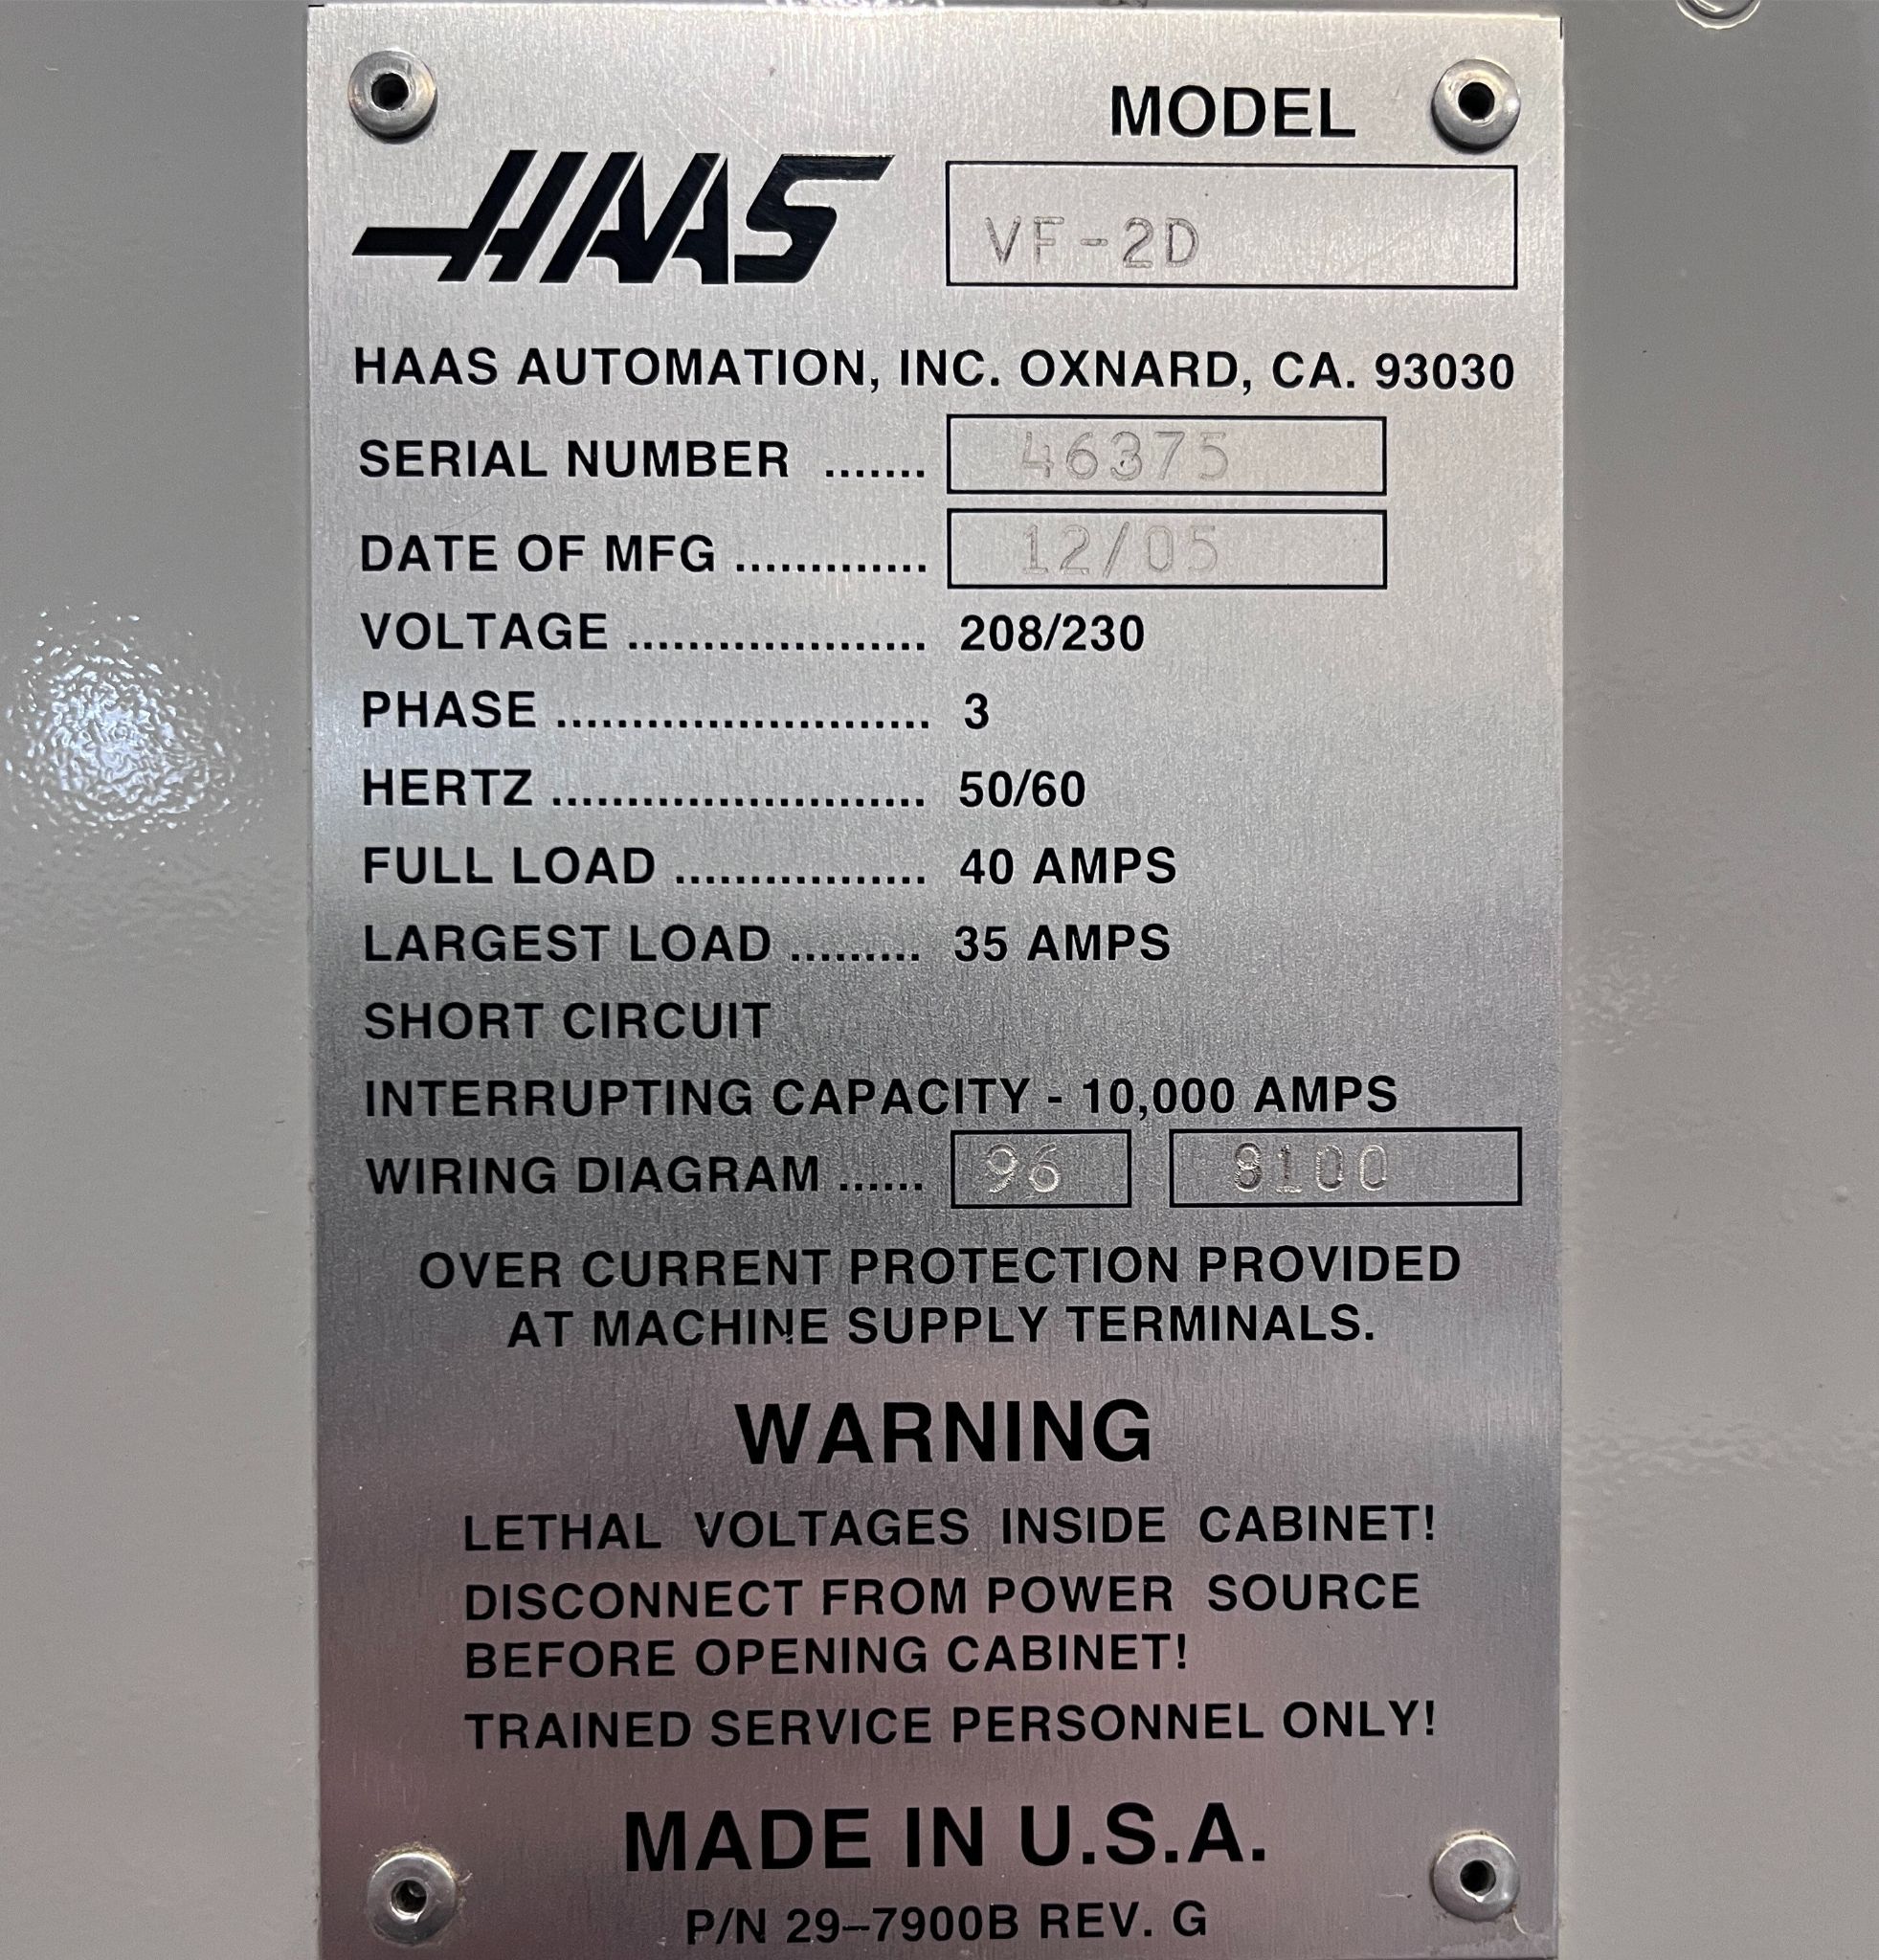 MODEL
HAAS VF-2D
HAAS AUTOMATION, INC. OXNARD, CA. 93030
SERIAL NUMBER ....... 46375
DATE OF MFG ............. 12/05
VOLTAGE .................... 208/230
PHASE ......................... 3
HERTZ ......................... 50/60
FULL LOAD ................. 40 AMPS
LARGEST LOAD ......... 35 AMPS
SHORT CIRCUIT
INTERRUPTING CAPACITY - 10,000 AMPS
WIRING DIAGRAM ...... 96 8100
OVER CURRENT PROTECTION PROVIDED
AT MACHINE SUPPLY TERMINALS.
WARNING
LETHAL VOLTAGES INSIDE CABINET!
DISCONNECT FROM POWER SOURCE
BEFORE OPENING CABINET!
TRAINED SERVICE PERSONNEL ONLY!
MADE IN U.S.A.
P/N 29–7900B REV. G